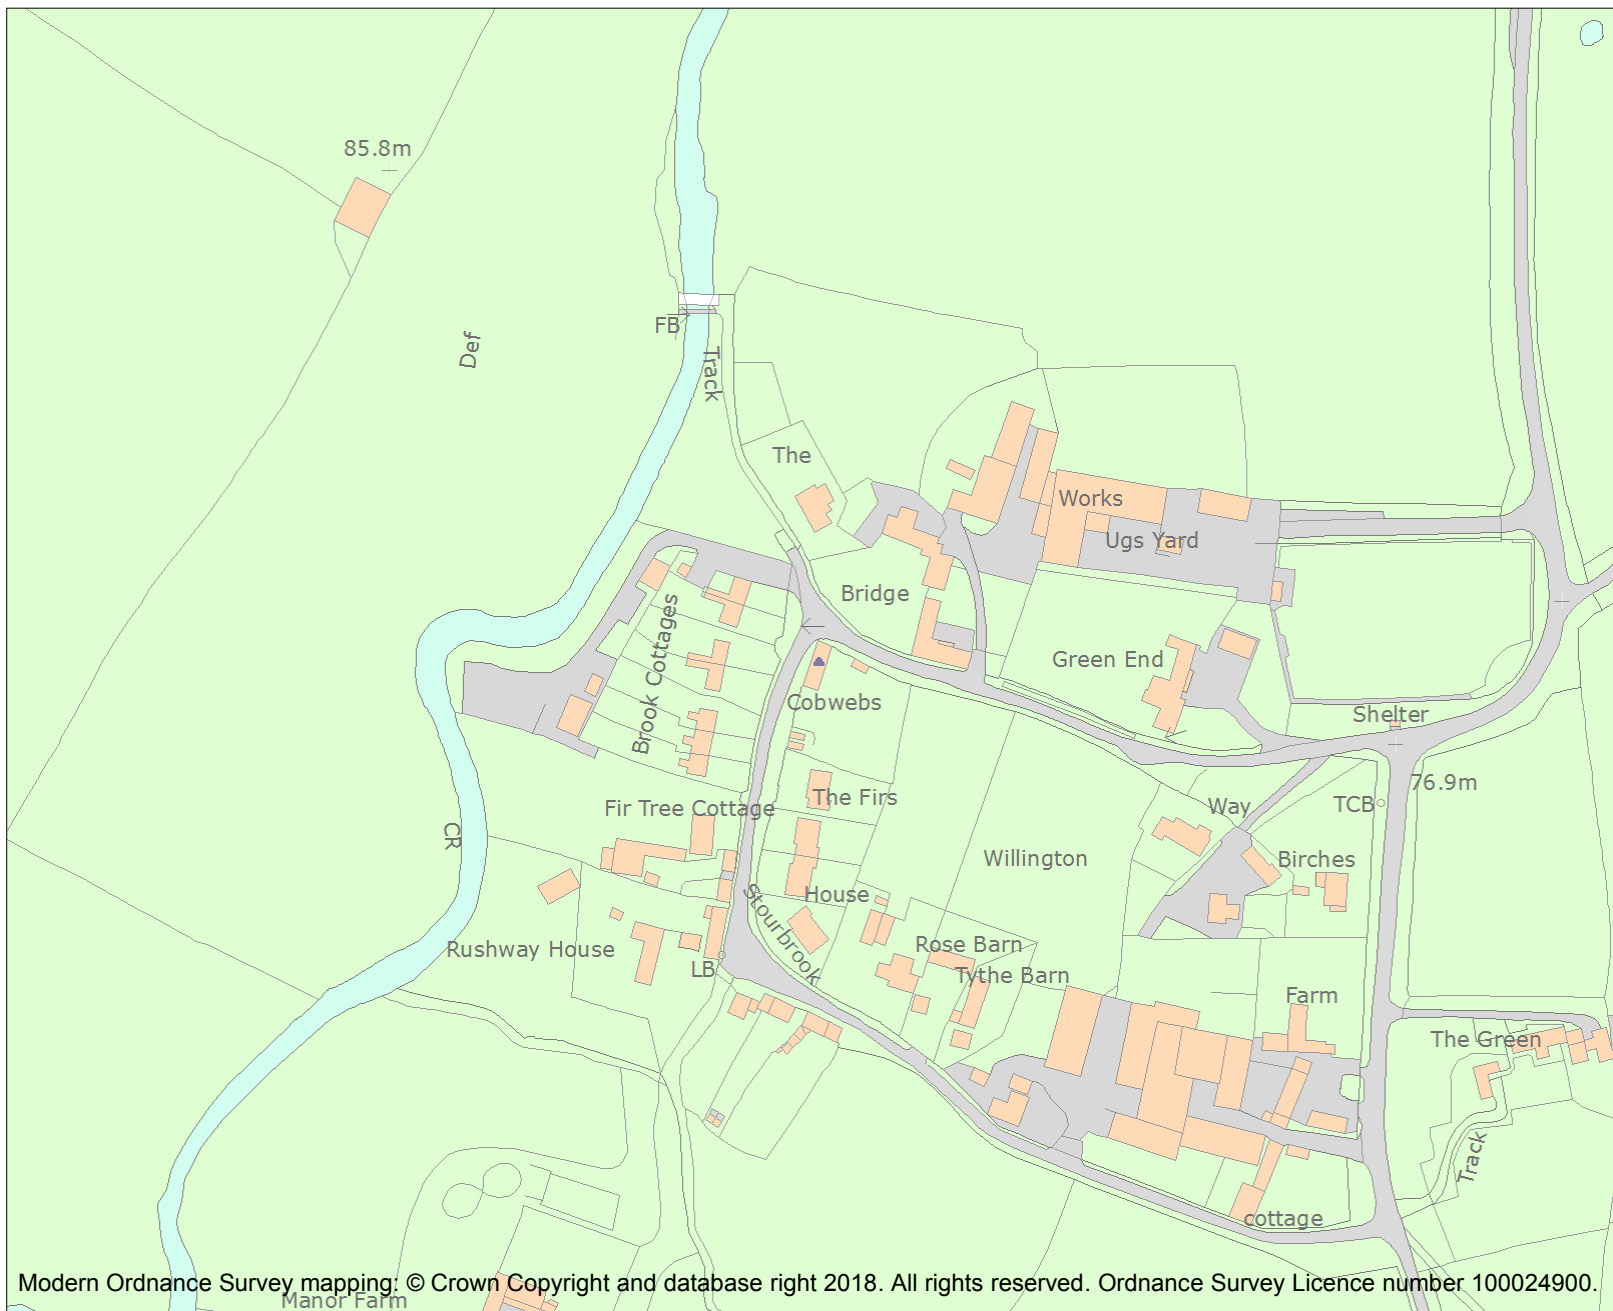 85.8m
FB
Def
Track
The
Works
Ugs Yard
Bridge
Brook Cottages
Green End
Cobwebs
Shelter
76.9m
The Firs
Fir Tree Cottage
Way
TCB
CR
Willington
Birches
House
Stourbrook
Rushway House
Rose Barn
LB
Tythe Barn
Farm
The Green
Track
cottage
Manor Farm
Modern Ordnance Survey mapping: © Crown Copyright and database right 2018. All rights reserved. Ordnance Survey Licence number 100024900.